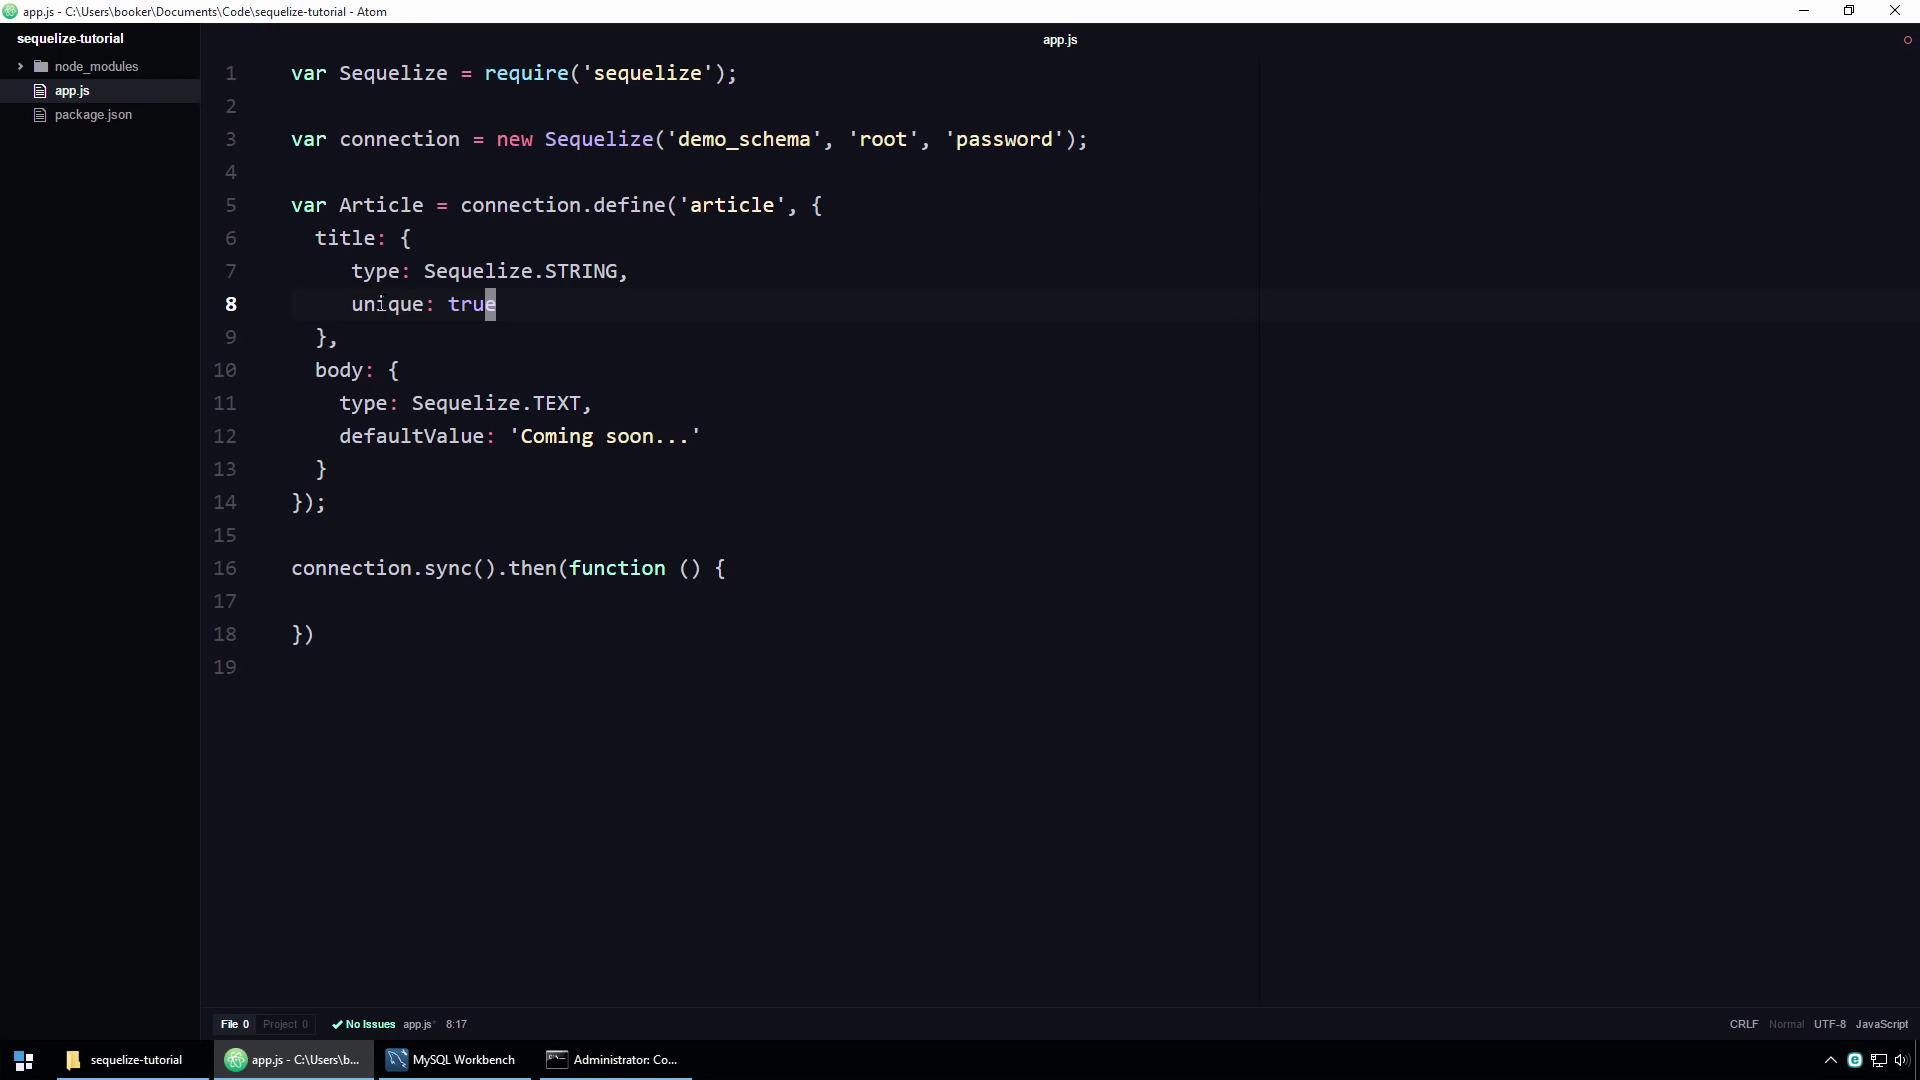 app.js - C:\Users\booker\Documents\Code\sequelize-tutorial - Atom
sequelize-tutorial
node_modules
app.js
package.json
app.js
1 var Sequelize = require('sequelize');
2
3 var connection = new Sequelize('demo_schema', 'root', 'password');
4
5 var Article = connection.define('article', {
6 title: {
7 type: Sequelize.STRING,
8 unique: true
9 },
10 body: {
11 type: Sequelize.TEXT,
12 defaultValue: 'Coming soon...'
13 }
14 });
15
16 connection.sync().then(function () {
17
18 })
19
File 0 Project 0 No Issues app.js* 8:17 CRLF Normal UTF-8 JavaScript
sequelize-tutorial app.js - C:\Users\b... MySQL Workbench Administrator: Co...